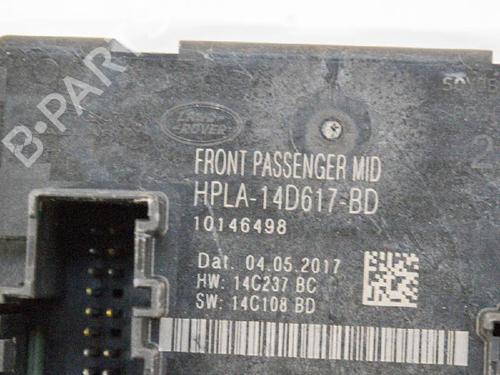 B-PARTS
LAND-
ROVER
FRONT PASSENGER MID
HPLA-14D617-BD
10146498
Dat. 04.05.2017
HW: 14C237 BC
SW: 14C108 BD